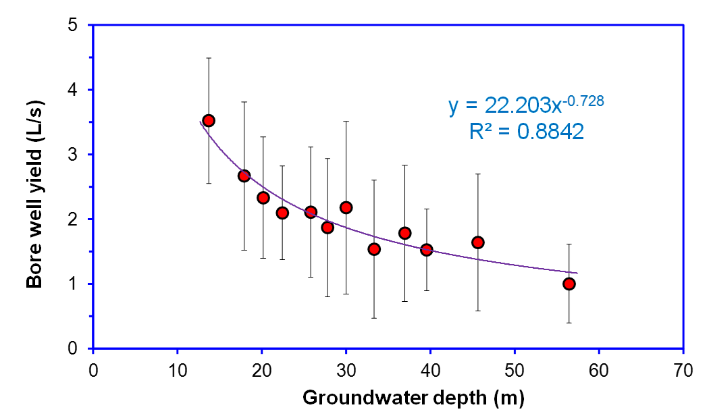 5
4
3
2
1
0
Bore well yield (L/s)
y = 22.203x^-0.728
R² = 0.8842
0 10 20 30 40 50 60 70
Groundwater depth (m)